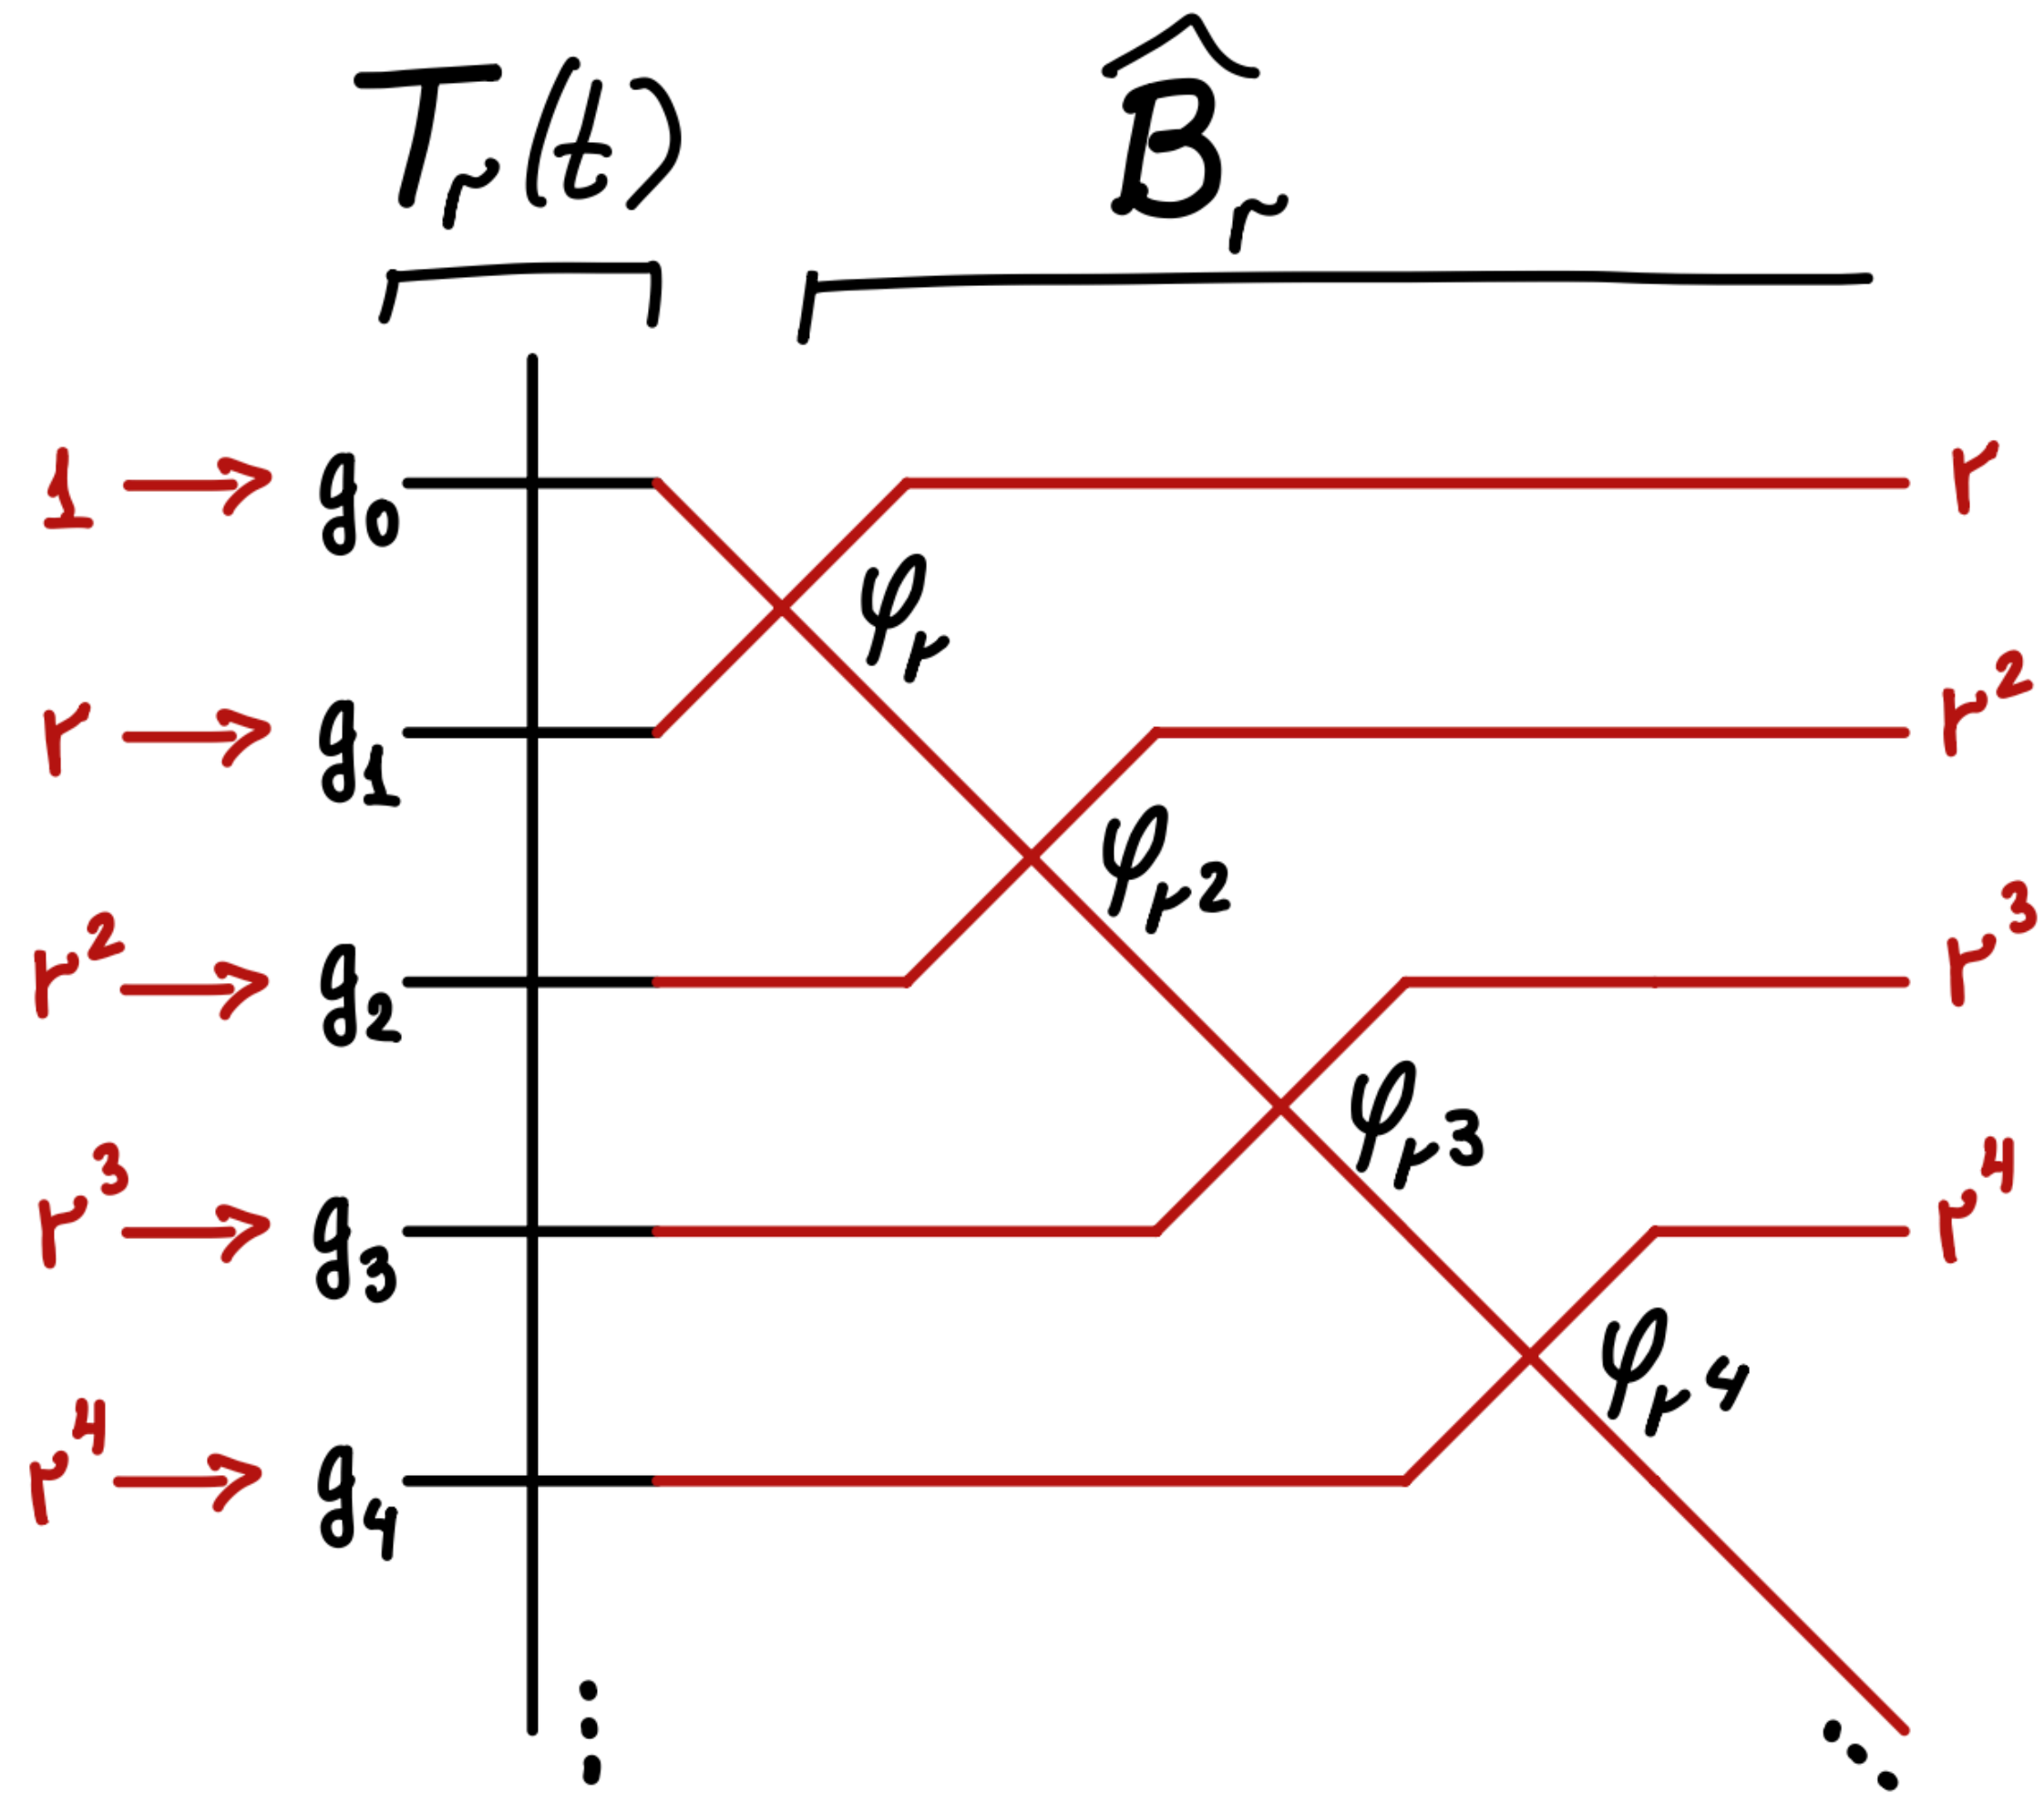 T_r(t) \hat{B}_r
1 → g_0 r
φ_r
r → g_1 r^2
φ_{r^2}
r^2 → g_2 r^3
φ_{r^3}
r^3 → g_3 r^4
φ_{r^4}
r^4 → g_4